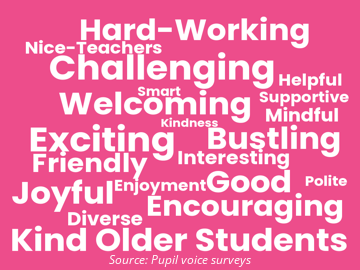 Hard-Working
Nice-Teachers
Challenging
Helpful
Smart
Supportive
Welcoming
Mindful
Kindness
Exciting
Bustling
Interesting
Friendly
Good
Polite
Joyful
Enjoyment
Encouraging
Diverse
Kind Older Students
Source: Pupil voice surveys